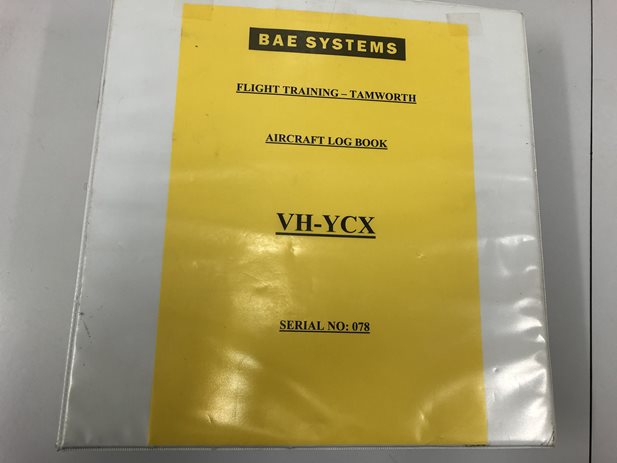 BAE SYSTEMS
FLIGHT TRAINING – TAMWORTH
AIRCRAFT LOG BOOK
VH-YCX
SERIAL NO: 078